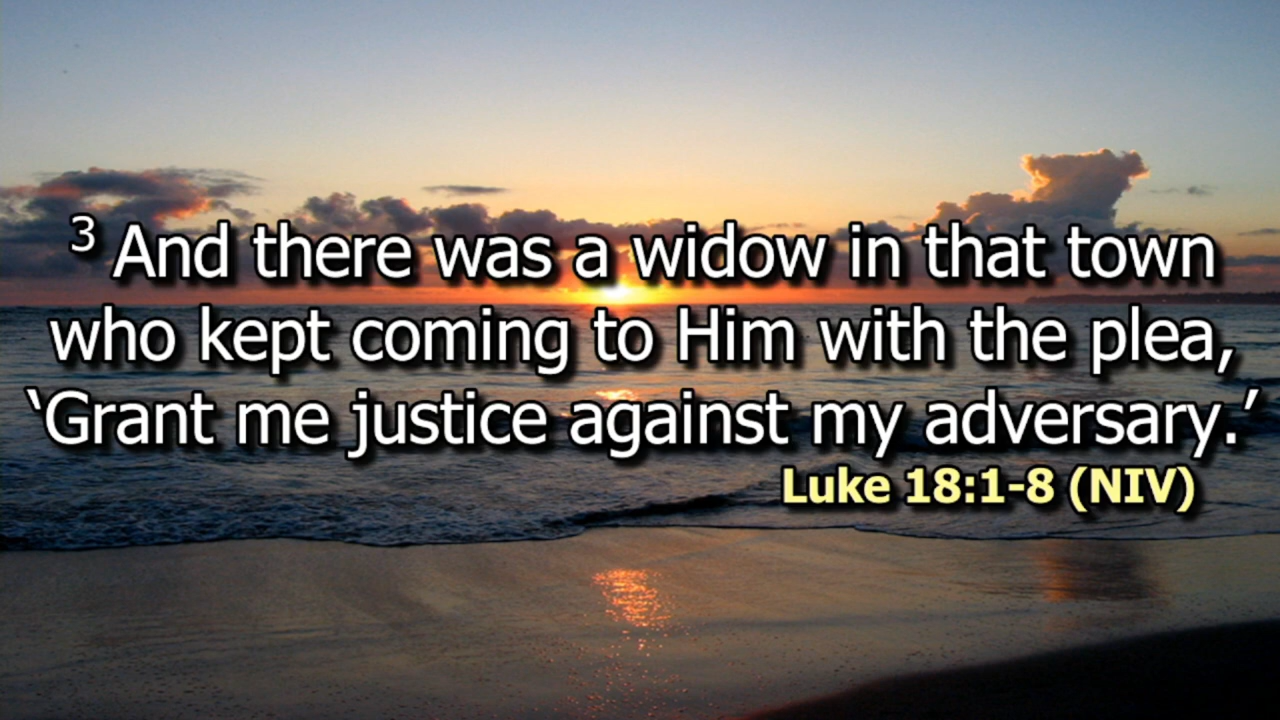 ³ And there was a widow in that town
who kept coming to Him with the plea,
‘Grant me justice against my adversary.’
Luke 18:1-8 (NIV)